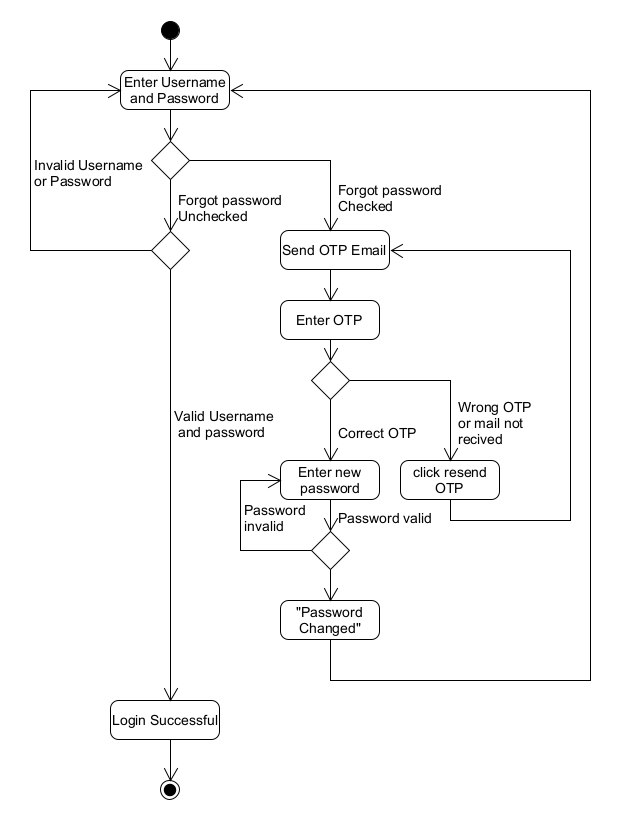 Enter Username
and Password
Invalid Username
or Password
Forgot password
Unchecked
Forgot password
Checked
Send OTP Email
Enter OTP
Wrong OTP
or mail not
recived
Valid Username
and password
Correct OTP
Enter new
password
click resend
OTP
Password
invalid
Password valid
"Password
Changed"
Login Successful